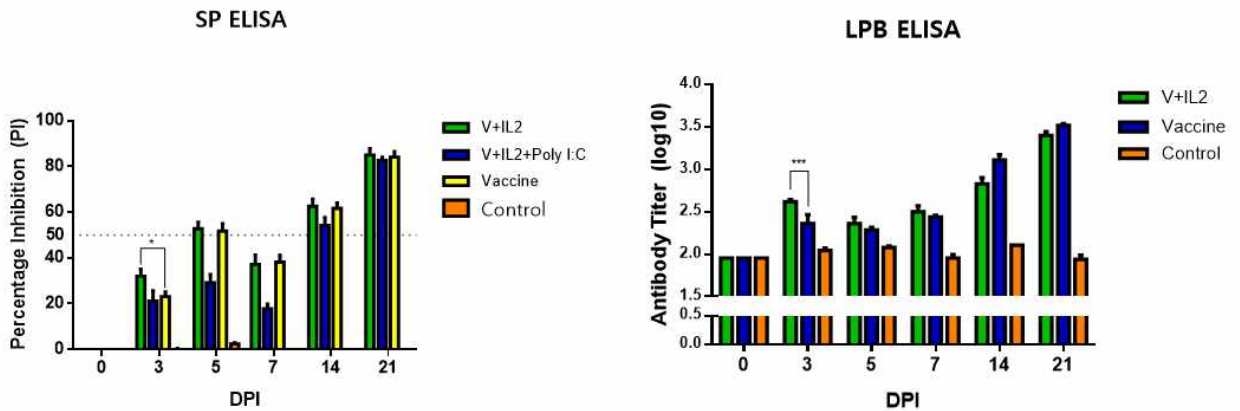 SP ELISA
Percentage Inhibition (PI)
100
80
60
50
40
20
0
*
0 3 5 7 14 21
DPI
V+IL2
V+IL2+Poly I:C
Vaccine
Control
LPB ELISA
Antibody Titer (log10)
4.0
3.5
3.0
2.5
2.0
1.5
0.5
0.0
***
0 3 5 7 14 21
DPI
V+IL2
Vaccine
Control